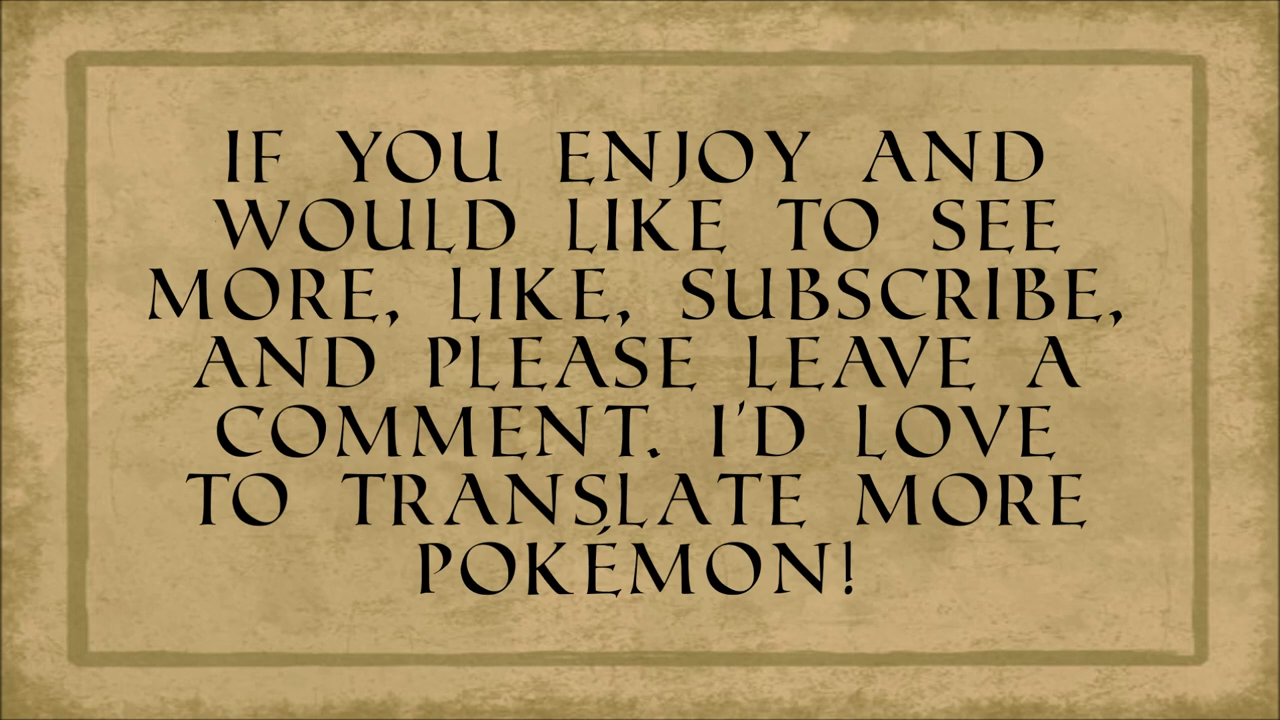 IF YOU ENJOY AND
WOULD LIKE TO SEE
MORE, LIKE, SUBSCRIBE,
AND PLEASE LEAVE A
COMMENT. I'D LOVE
TO TRANSLATE MORE
POKÉMON!